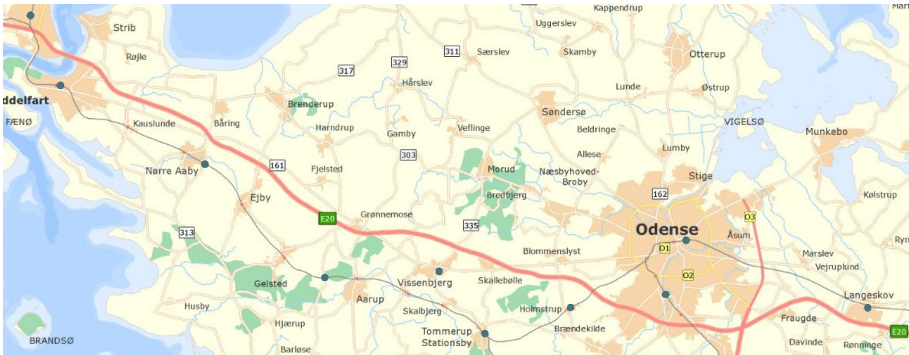 Kappendrup
Uggerslev
Strib
311
Særslev
Skamby
Otterup
Røjle
329
317
Hårslev
Lunde
Østrup
ddelfart
Brenderup
Søndersø
FÆNØ
Kauslunde
Båring
Harndrup
Gamby
Veflinge
Beldringe
VIGELSØ
Munkebo
Allese
Lumby
303
161
Nørre Aaby
Fjelsted
Morud
Næsbyhoved-
Broby
Stige
Kølstrup
Ejby
Bredbjerg
162
E20
Grønnemose
335
O3
313
Odense
Åsum
Ryn
O1
Blommenslyst
Marslev
Vejruplund
O2
Gelsted
Vissenbjerg
Skallebølle
Husby
Aarup
Langeskov
Skalbjerg
Holmstrup
Fraugde
Hjærup
Brændekilde
E20
Tommerup
Stationsby
BRANDSØ
Barløse
Davinde
Rønninge